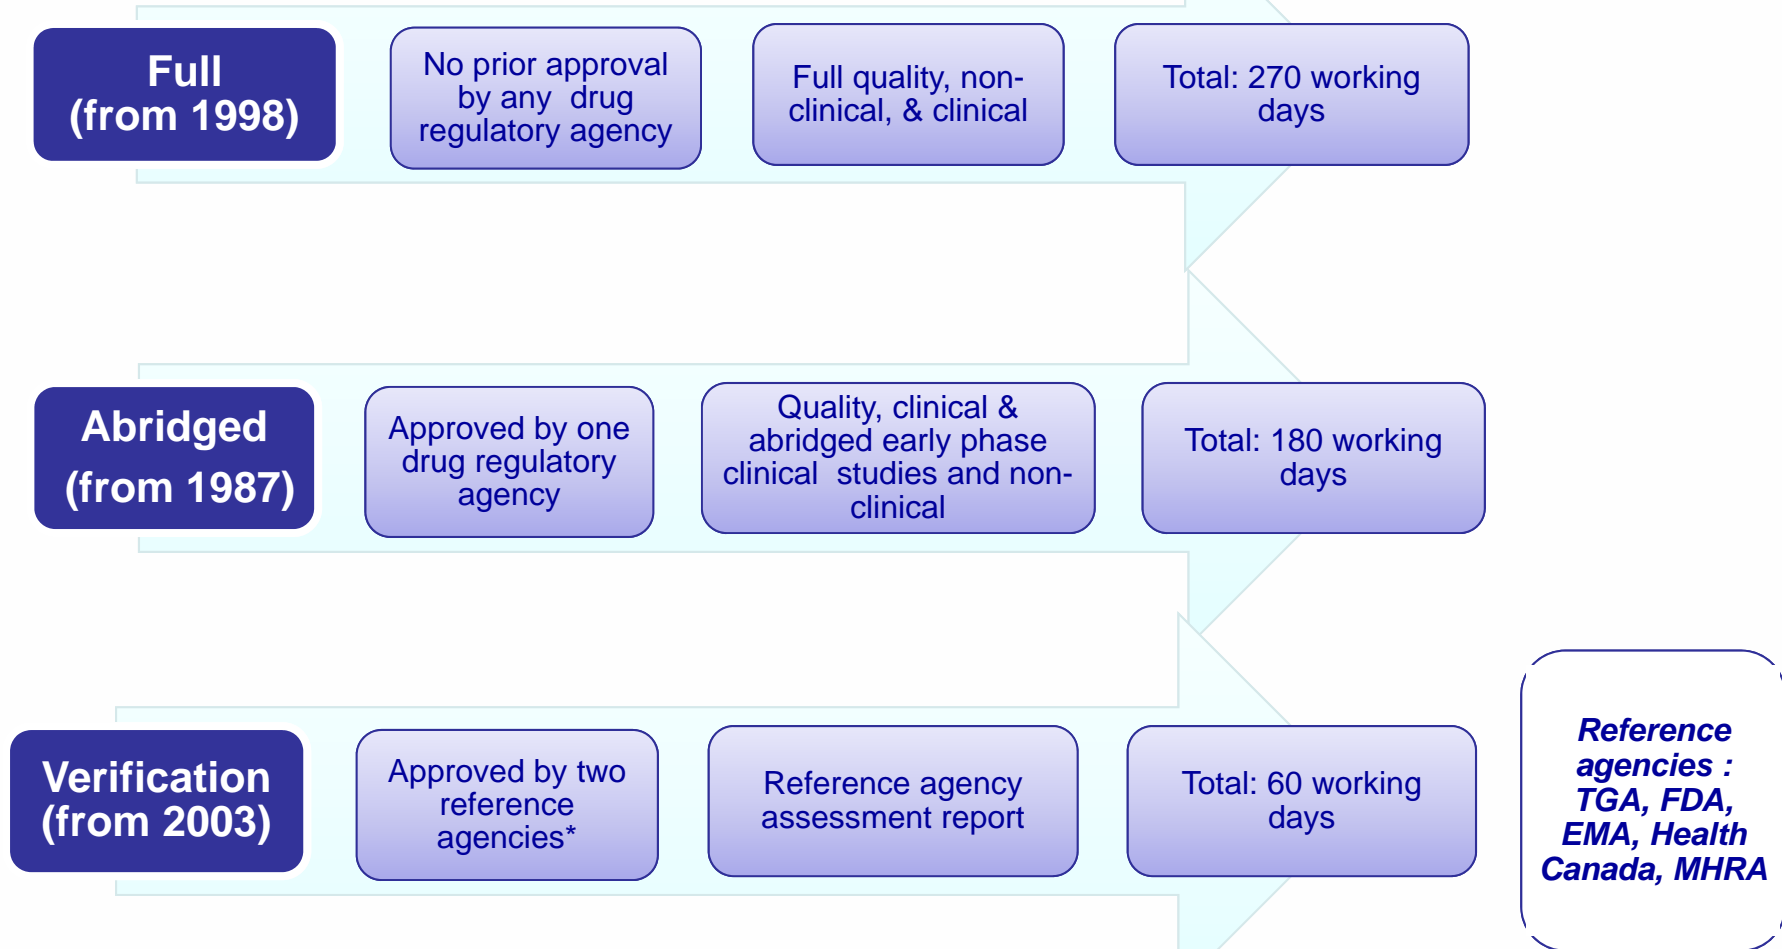 Full
(from 1998)
No prior approval
by any drug
regulatory agency
Full quality, non-
clinical, & clinical
Total: 270 working
days
Abridged
(from 1987)
Approved by one
drug regulatory
agency
Quality, clinical &
abridged early phase
clinical studies and non-
clinical
Total: 180 working
days
Verification
(from 2003)
Approved by two
reference
agencies*
Reference agency
assessment report
Total: 60 working
days
Reference
agencies :
TGA, FDA,
EMA, Health
Canada, MHRA